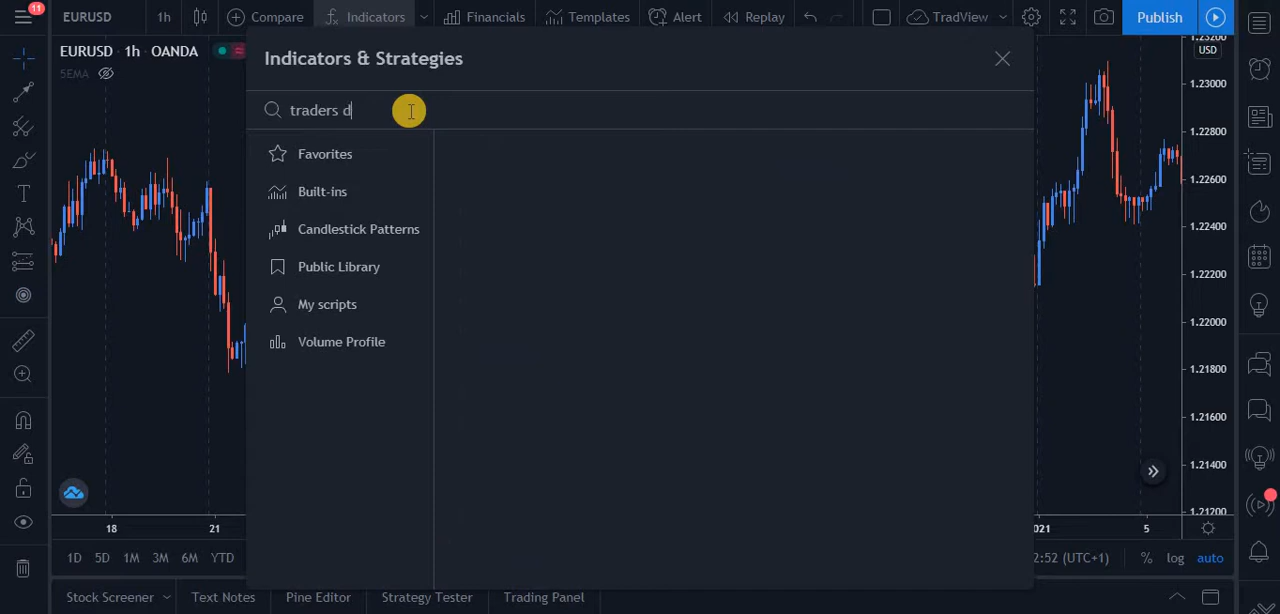 11
EURUSD 1h Compare Indicators Financials Templates Alert Replay TradView Publish
EURUSD 1h OANDA
5EMA
Indicators & Strategies
traders d
Favorites
Built-ins
Candlestick Patterns
Public Library
My scripts
Volume Profile
1.23200
USD
1.23000
1.22800
1.22600
1.22400
1.22200
1.22000
1.21800
1.21600
1.21400
1.21200
18 21 021 5
1D 5D 1M 3M 6M YTD 2:52 (UTC+1) % log auto
Stock Screener Text Notes Pine Editor Strategy Tester Trading Panel